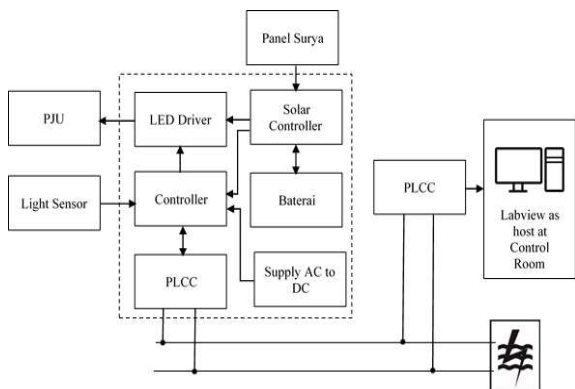 Panel Surya
PJU
LED Driver
Solar
Controller
Light Sensor
Controller
Baterai
PLCC
Labview as
host at
Control
Room
PLCC
Supply AC to
DC